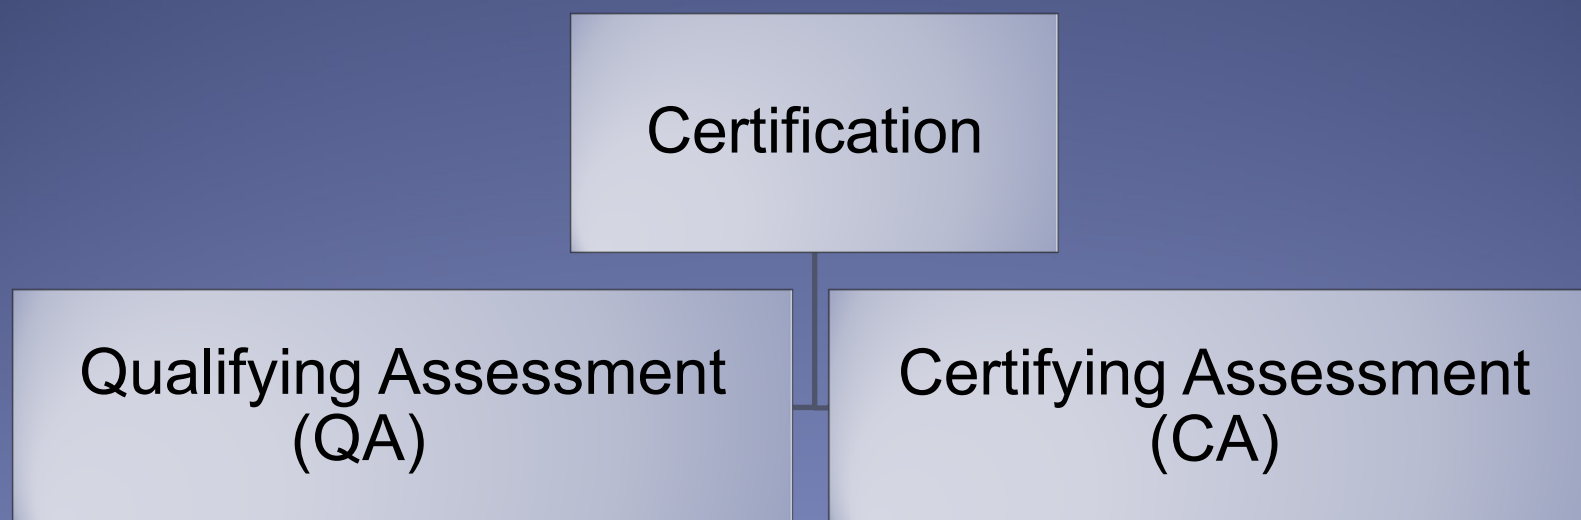 Certification
Qualifying Assessment
(QA)
Certifying Assessment
(CA)